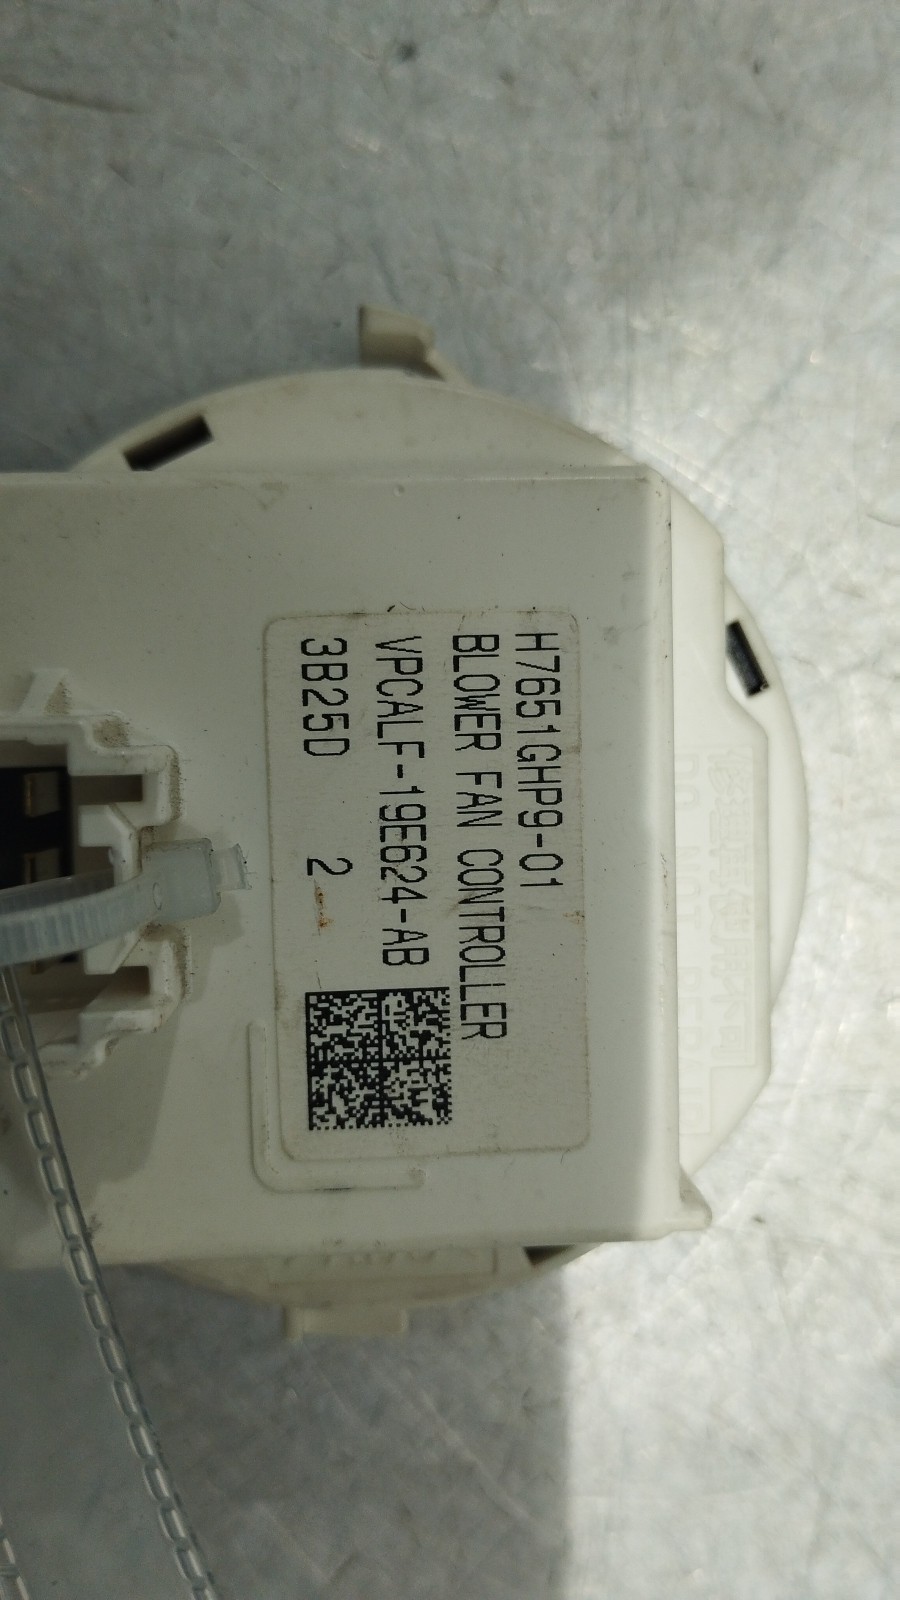 H7651GHP9-01
BLOWER FAN CONTROLLER
VPCALF-19E624-AB
3B25D 2